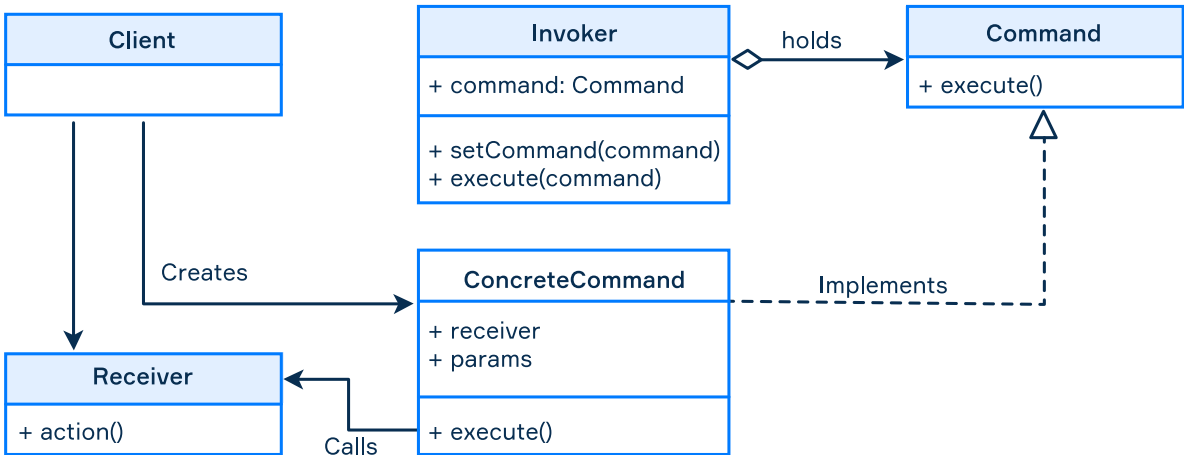 Client
Invoker
+ command: Command
+ setCommand(command)
+ execute(command)
holds
Command
+ execute()
Creates
ConcreteCommand
+ receiver
+ params
+ execute()
Implements
Receiver
+ action()
Calls